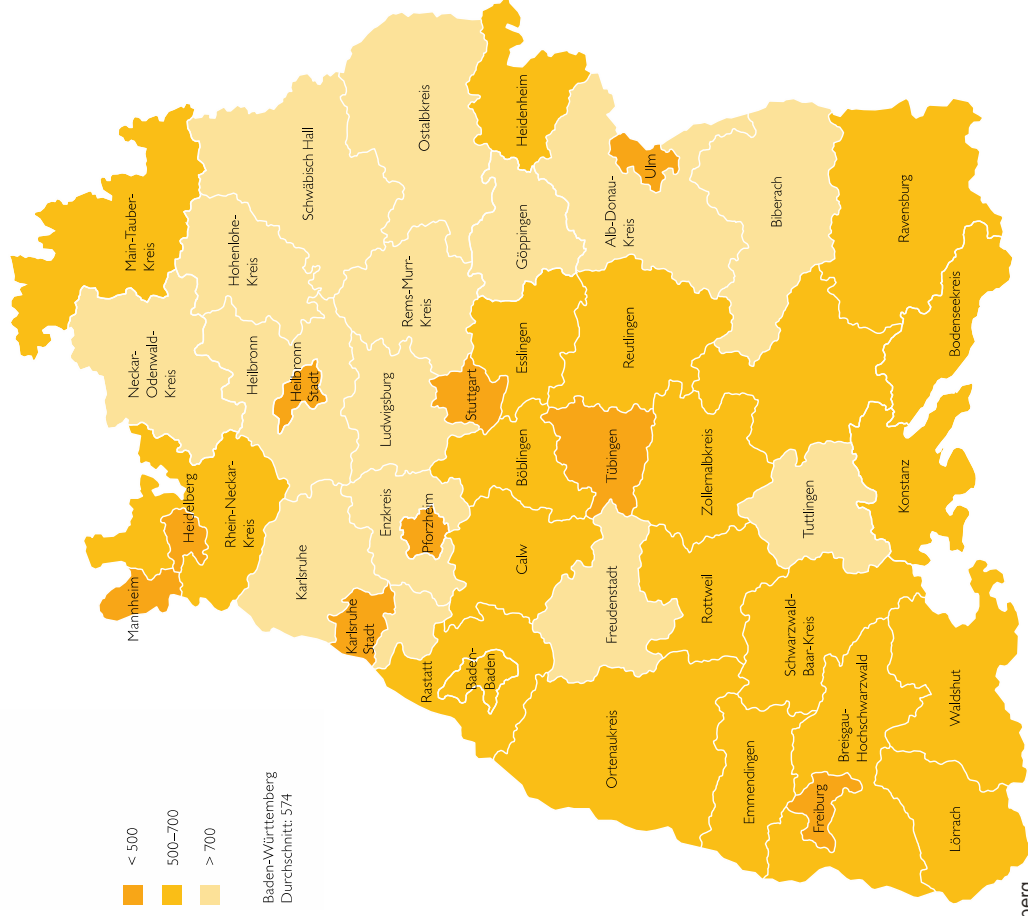 < 500
500–700
> 700
Baden-Württemberg
Durchschnitt: 574
Main-Tauber-
Kreis
Neckar-
Odenwald-
Kreis
Hohenlohe-
Kreis
Schwäbisch Hall
Heilbronn
Heilbronn
Stadt
Mannheim
Heidelberg
Rhein-Neckar-
Kreis
Karlsruhe
Karlsruhe
Stadt
Enzkreis
Pforzheim
Ludwigsburg
Rems-Murr-
Kreis
Ostalbkreis
Heidenheim
Göppingen
Stuttgart
Esslingen
Böblingen
Calw
Rastatt
Baden-
Baden
Alb-Donau-
Kreis
Ulm
Reutlingen
Tübingen
Freudenstadt
Ortenaukreis
Zollernalbkreis
Rottweil
Biberach
Tuttlingen
Schwarzwald-
Baar-Kreis
Emmendingen
Freiburg
Breisgau-
Hochschwarzwald
Ravensburg
Bodenseekreis
Konstanz
Waldshut
Lörrach
berg